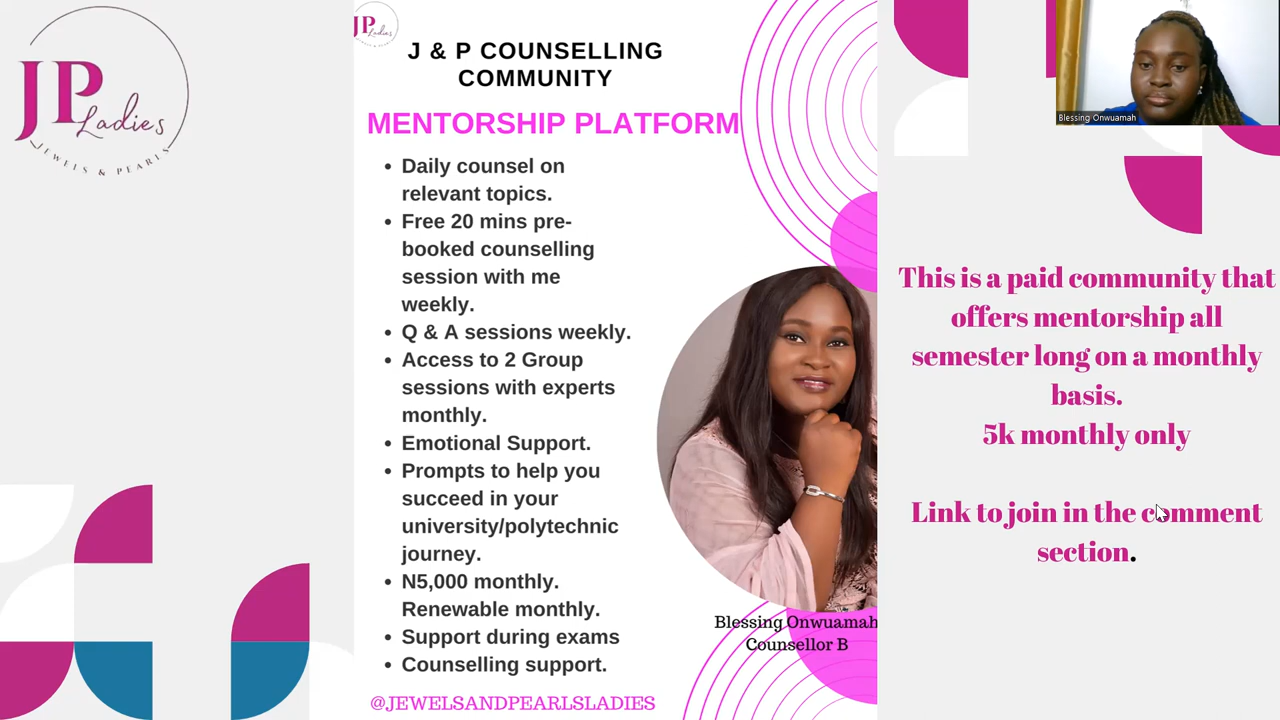 JP
Ladies
JEWELS & PEARLS
JP
Ladies
J & P COUNSELLING
COMMUNITY
MENTORSHIP PLATFORM
• Daily counsel on
relevant topics.
• Free 20 mins pre-
booked counselling
session with me
weekly.
• Q & A sessions weekly.
• Access to 2 Group
sessions with experts
monthly.
• Emotional Support.
• Prompts to help you
succeed in your
university/polytechnic
journey.
• N5,000 monthly.
Renewable monthly.
• Support during exams
• Counselling support.
@JEWELSANDPEARLSLADIES
Blessing Onwuamah
Counsellor B
Blessing Onwuamah
This is a paid community that
offers mentorship all
semester long on a monthly
basis.
5k monthly only
Link to join in the comment
section.